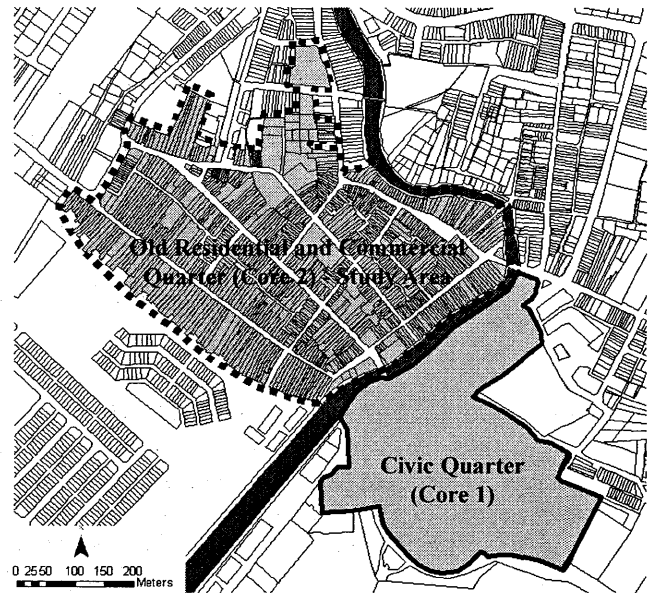 Old Residential and Commercial
Quarter (Core 2) - Study Area
Civic Quarter
(Core 1)
0 25 50 100 150 200
Meters